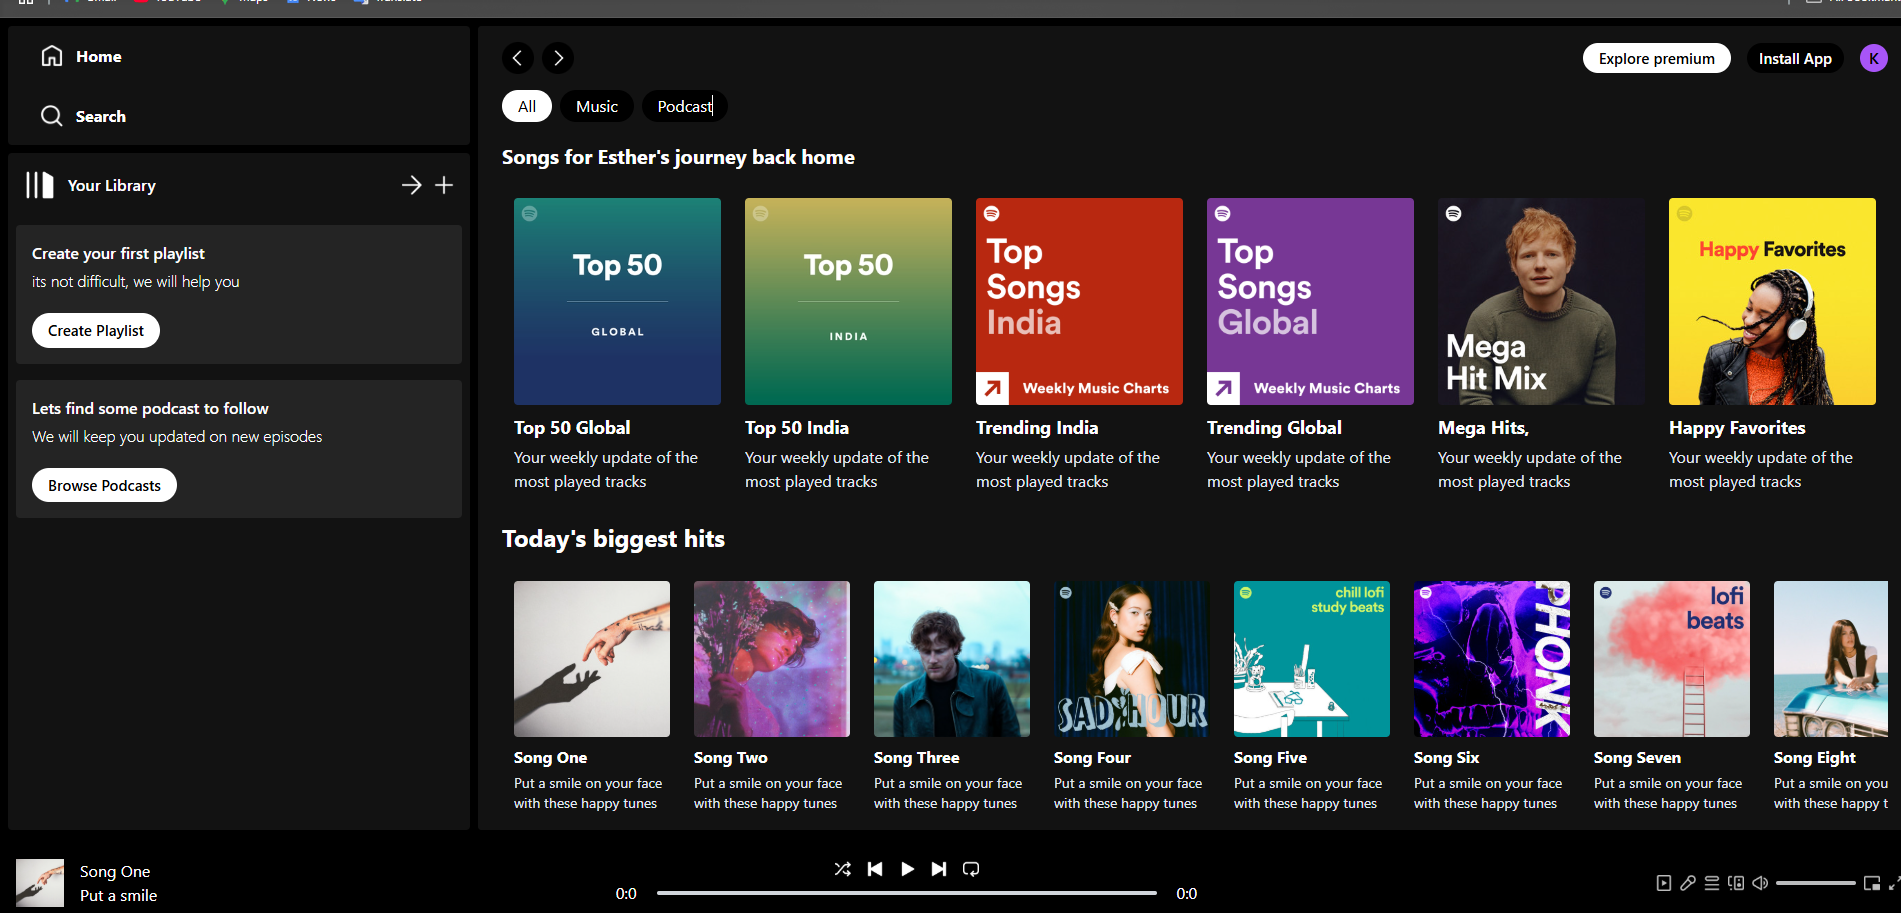 Gmail
YouTube
Maps
News
Translate
Home
Search
Your Library
Create your first playlist
its not difficult, we will help you
Create Playlist
Lets find some podcast to follow
We will keep you updated on new episodes
Browse Podcasts
Explore premium
Install App
K
All
Music
Podcast
Songs for Esther's journey back home
Top 50
GLOBAL
Top 50 Global
Your weekly update of the
most played tracks
Top 50
INDIA
Top 50 India
Your weekly update of the
most played tracks
Top
Songs
India
Weekly Music Charts
Trending India
Your weekly update of the
most played tracks
Top
Songs
Global
Weekly Music Charts
Trending Global
Your weekly update of the
most played tracks
Mega
Hit Mix
Mega Hits,
Your weekly update of the
most played tracks
Happy Favorites
Happy Favorites
Your weekly update of the
most played tracks
Today's biggest hits
Song One
Put a smile on your face
with these happy tunes
Song Two
Put a smile on your face
with these happy tunes
Song Three
Put a smile on your face
with these happy tunes
SAD HOUR
Song Four
Put a smile on your face
with these happy tunes
chill lofi
study beats
Song Five
Put a smile on your face
with these happy tunes
PHONK
Song Six
Put a smile on your face
with these happy tunes
lofi
beats
Song Seven
Put a smile on your face
with these happy tunes
Song Eight
Put a smile on you
with these happy t
Song One
Put a smile
0:0
0:0